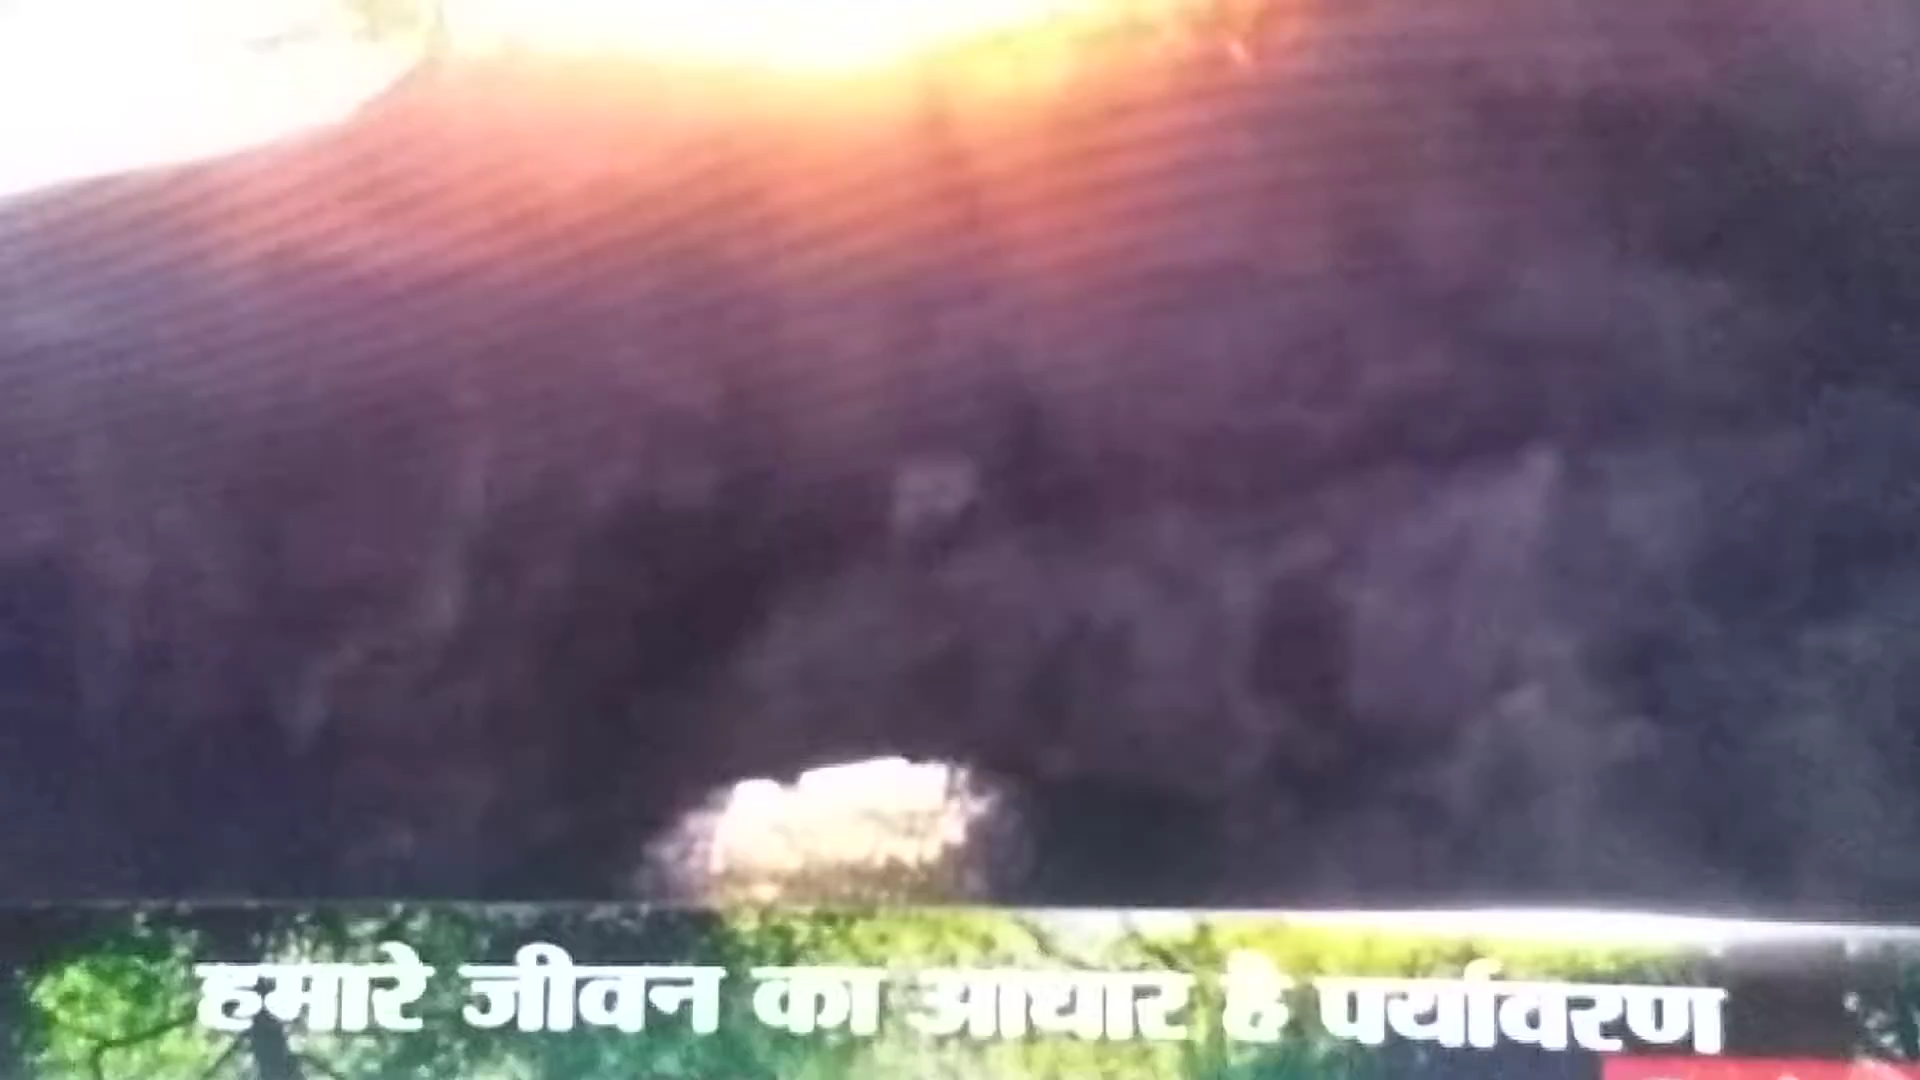 हमारे जीवन का आधार है पर्यावरण